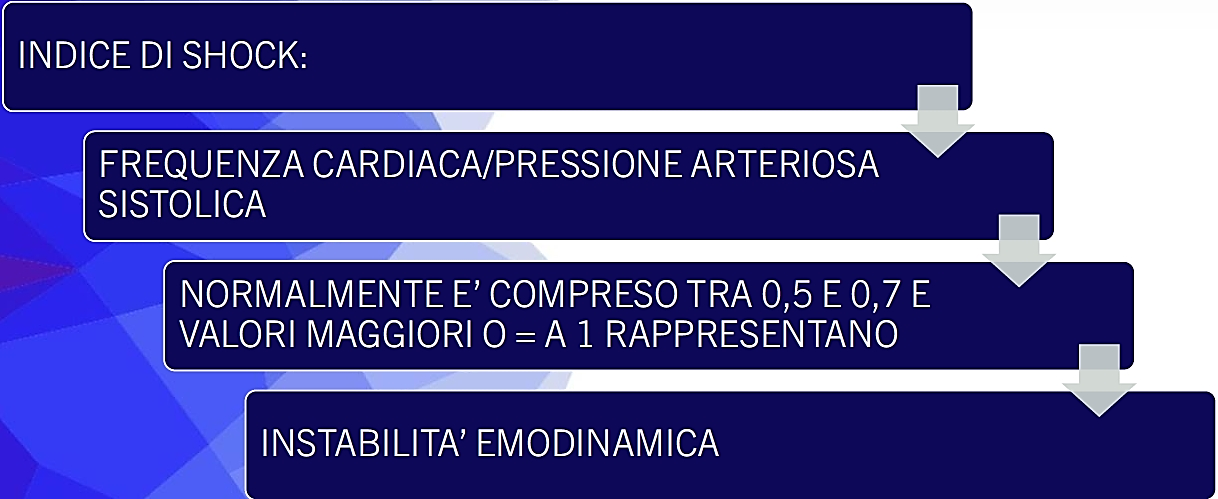 INDICE DI SHOCK:
FREQUENZA CARDIACA/PRESSIONE ARTERIOSA
SISTOLICA
NORMALMENTE E’ COMPRESO TRA 0,5 E 0,7 E
VALORI MAGGIORI O = A 1 RAPPRESENTANO
INSTABILITA’ EMODINAMICA